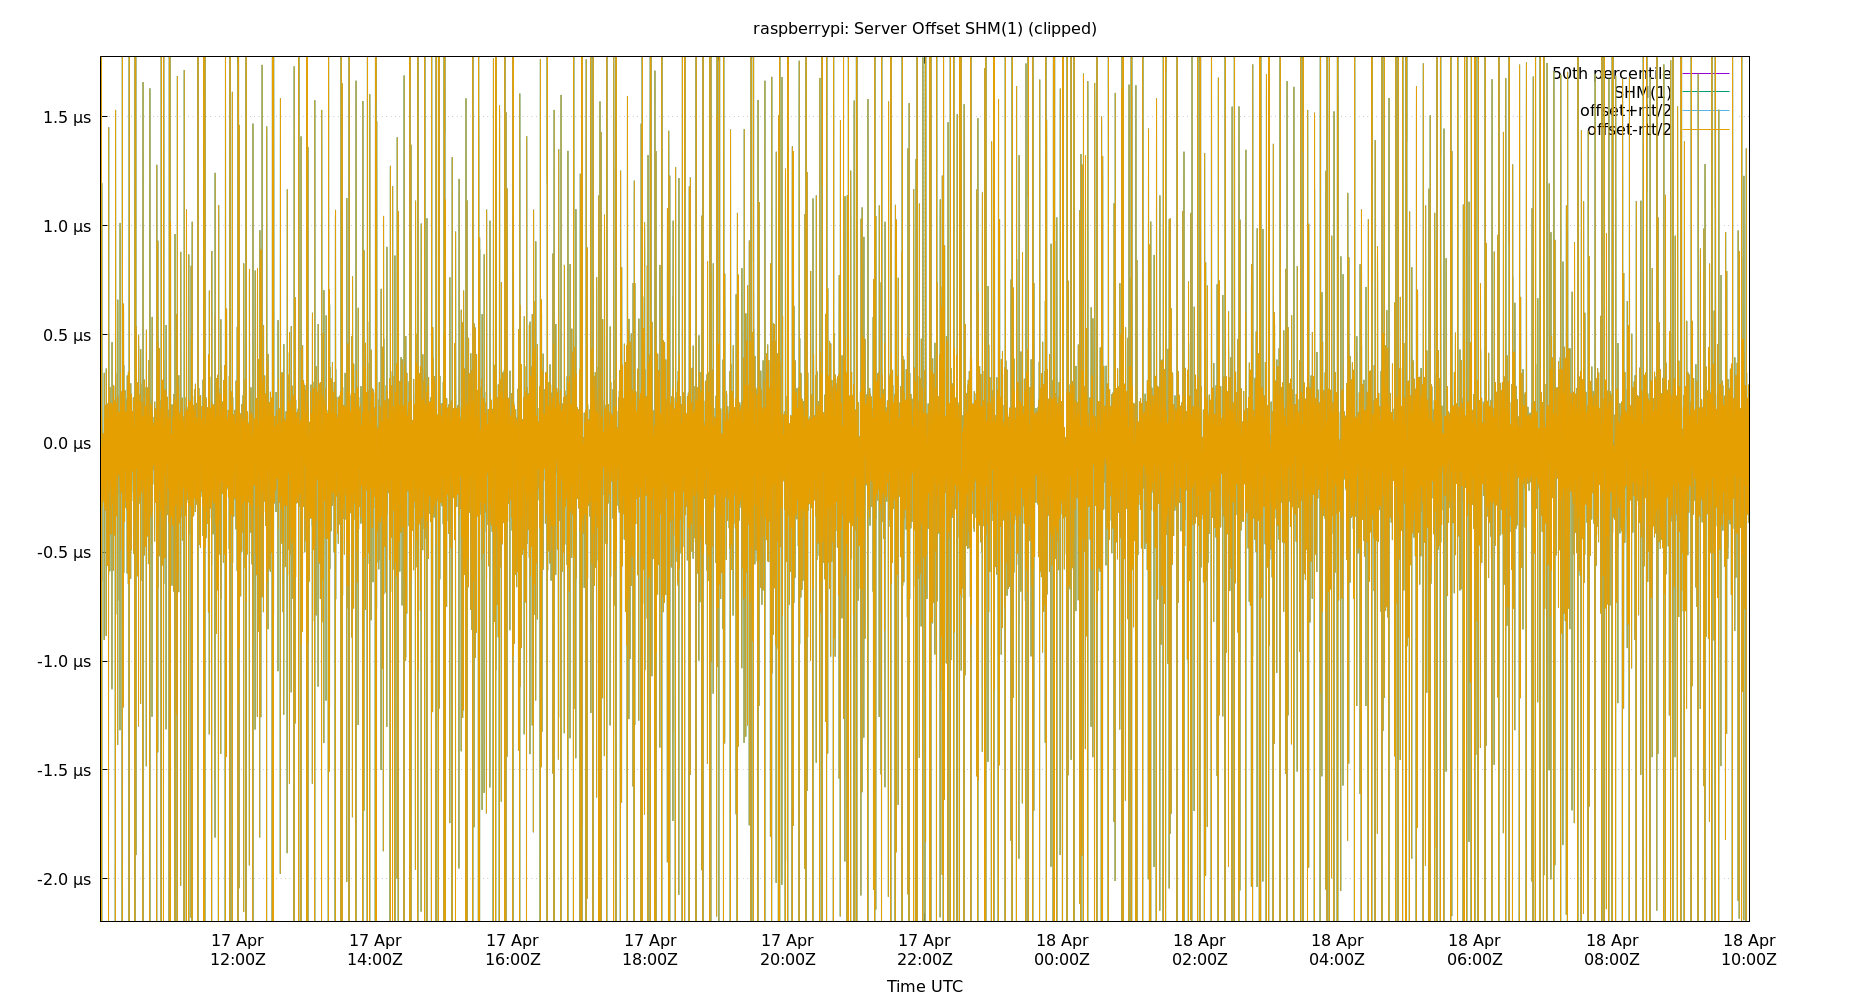 raspberrypi: Server Offset SHM(1) (clipped)
50th percentile
SHM(1)
offset+rtt/2
offset-rtt/2
1.5 µs
1.0 µs
0.5 µs
0.0 µs
-0.5 µs
-1.0 µs
-1.5 µs
-2.0 µs
17 Apr 17 Apr 17 Apr 17 Apr 17 Apr 17 Apr 18 Apr 18 Apr 18 Apr 18 Apr 18 Apr 18 Apr
12:00Z 14:00Z 16:00Z 18:00Z 20:00Z 22:00Z 00:00Z 02:00Z 04:00Z 06:00Z 08:00Z 10:00Z
Time UTC